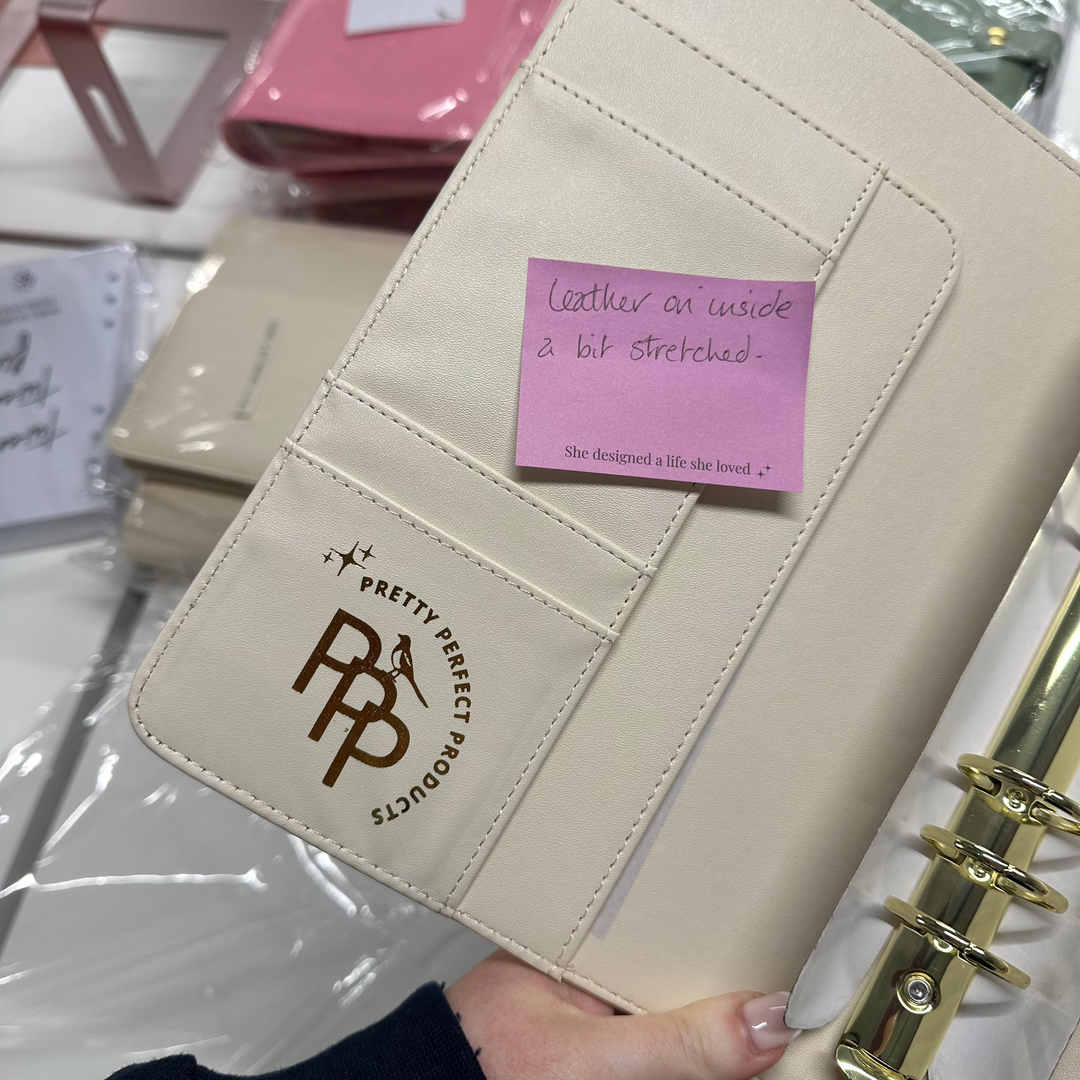 Leather on inside
a bit stretched.
She designed a life she loved
PRETTY PERFECT PRODUCTS
PPP